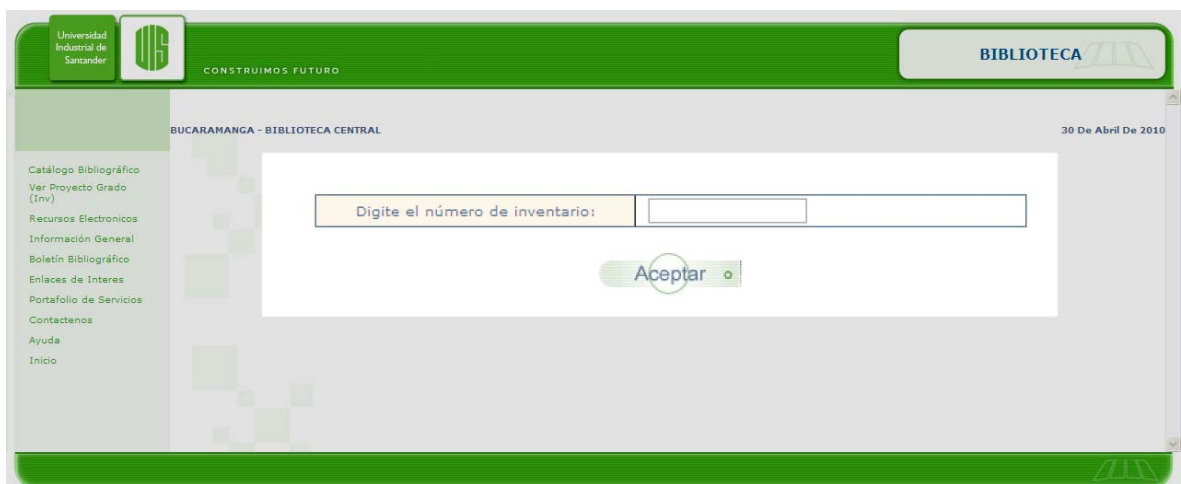 Universidad
Industrial de
Santander
UIS
CONSTRUIMOS FUTURO
BIBLIOTECA
BUCARAMANGA - BIBLIOTECA CENTRAL
30 De Abril De 2010
Catálogo Bibliográfico
Ver Proyecto Grado
(Inv)
Recursos Electronicos
Información General
Boletín Bibliográfico
Enlaces de Interes
Portafolio de Servicios
Contactenos
Ayuda
Inicio
Digite el número de inventario:
Aceptar